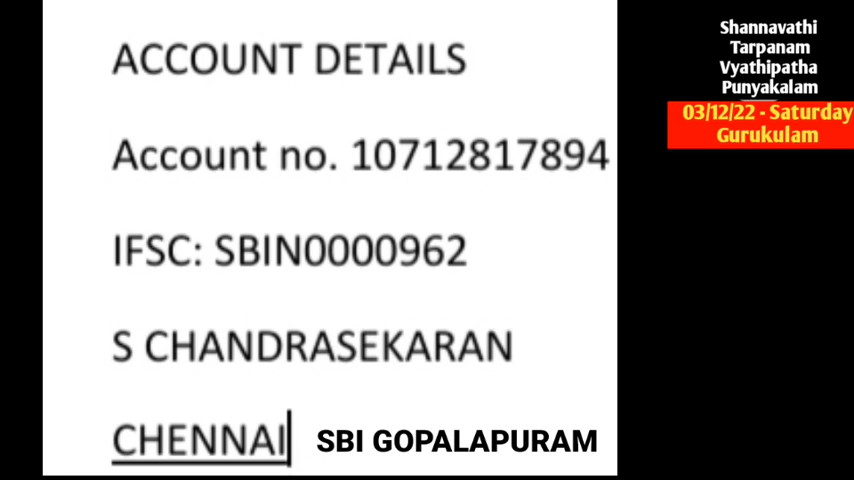 ACCOUNT DETAILS
Account no. 10712817894
IFSC: SBIN0000962
S CHANDRASEKARAN
CHENNAI SBI GOPALAPURAM
Shannavathi
Tarpanam
Vyathipatha
Punyakalam
03/12/22 - Saturday
Gurukulam